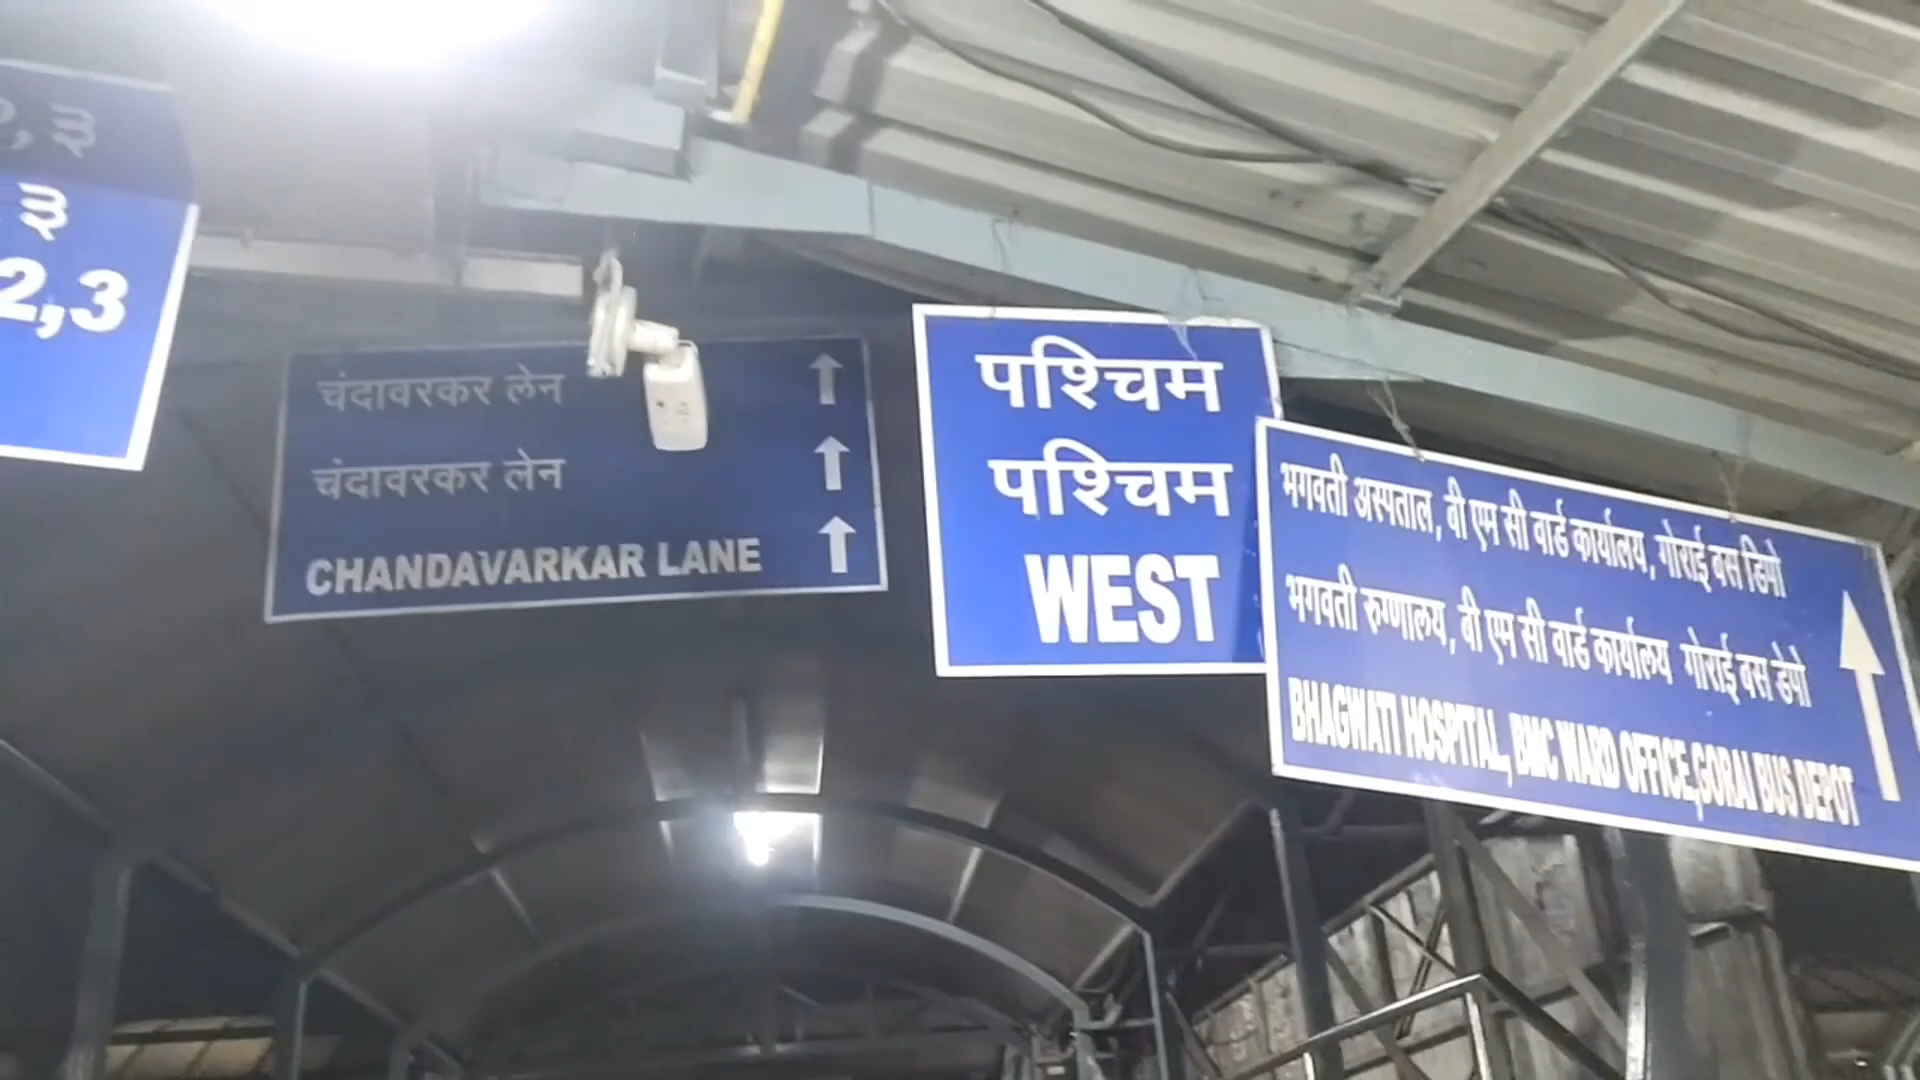 ३
३
2,3
चंदावरकर लेन
चंदावरकर लेन
CHANDAVARKAR LANE
पश्चिम
पश्चिम
WEST
भगवती अस्पताल, बी एम सी वार्ड कार्यालय, गोराई बस डिपो
भगवती रुग्णालय, बी एम सी वार्ड कार्यालय गोराई बस डेपो
BHAGWATI HOSPITAL, BMC WARD OFFICE,GORAI BUS DEPOT